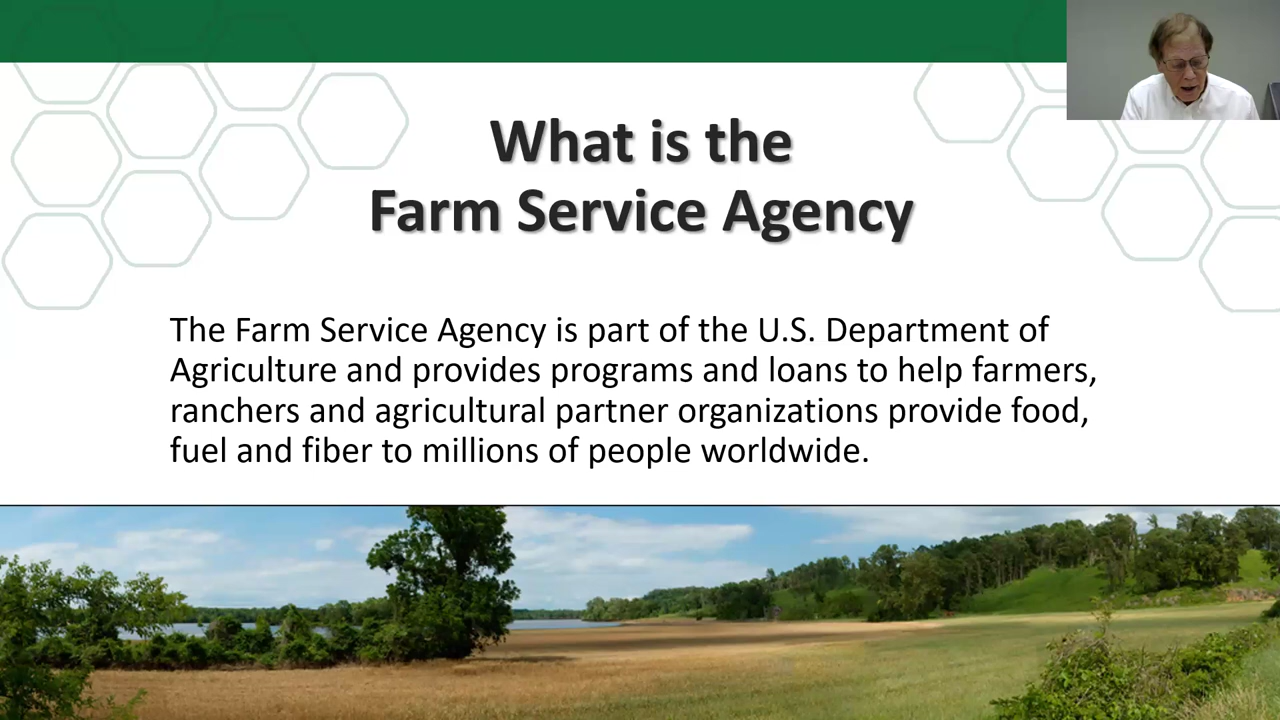 What is the
Farm Service Agency
The Farm Service Agency is part of the U.S. Department of
Agriculture and provides programs and loans to help farmers,
ranchers and agricultural partner organizations provide food,
fuel and fiber to millions of people worldwide.